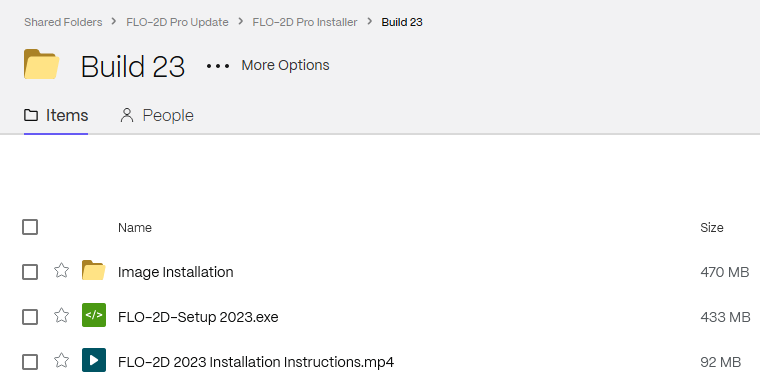 Shared Folders > FLO-2D Pro Update > FLO-2D Pro Installer > Build 23
Build 23 ••• More Options
Items People
Name Size
Image Installation 470 MB
</> FLO-2D-Setup 2023.exe 433 MB
FLO-2D 2023 Installation Instructions.mp4 92 MB